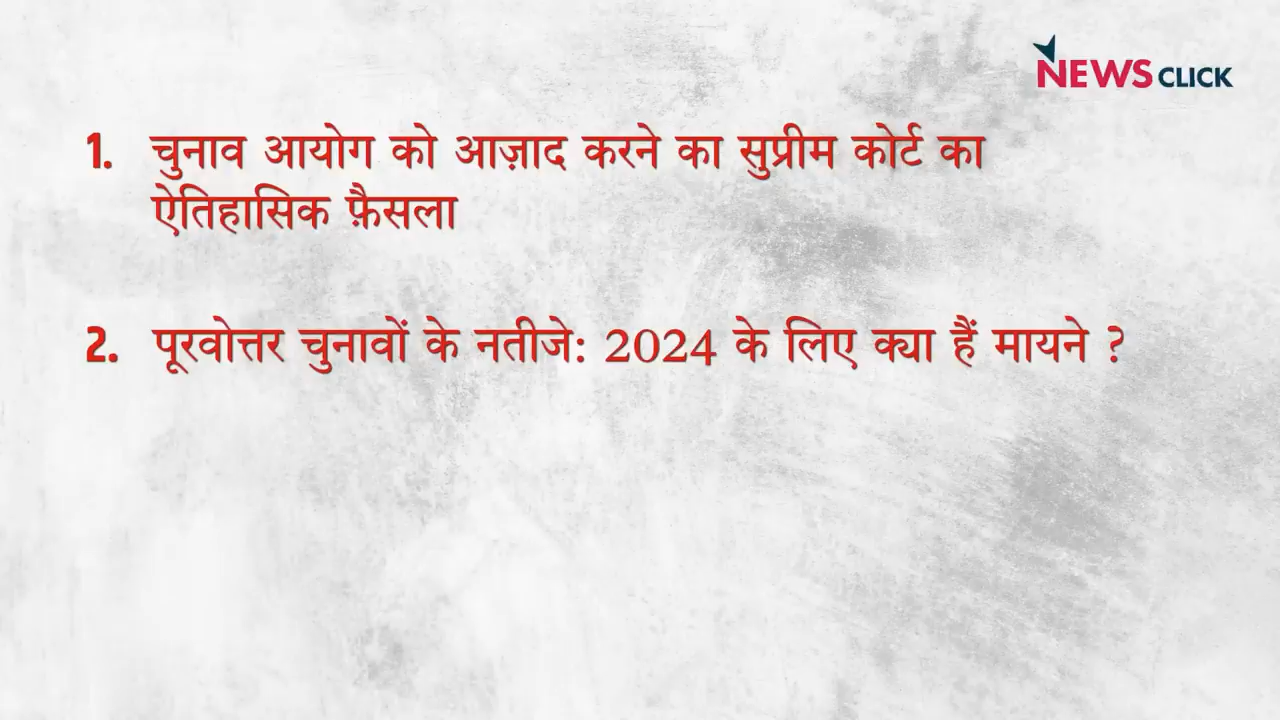 NEWS CLICK
1. चुनाव आयोग को आज़ाद करने का सुप्रीम कोर्ट का
ऐतिहासिक फ़ैसला
2. पूरवोत्तर चुनावों के नतीजे: 2024 के लिए क्या हैं मायने ?